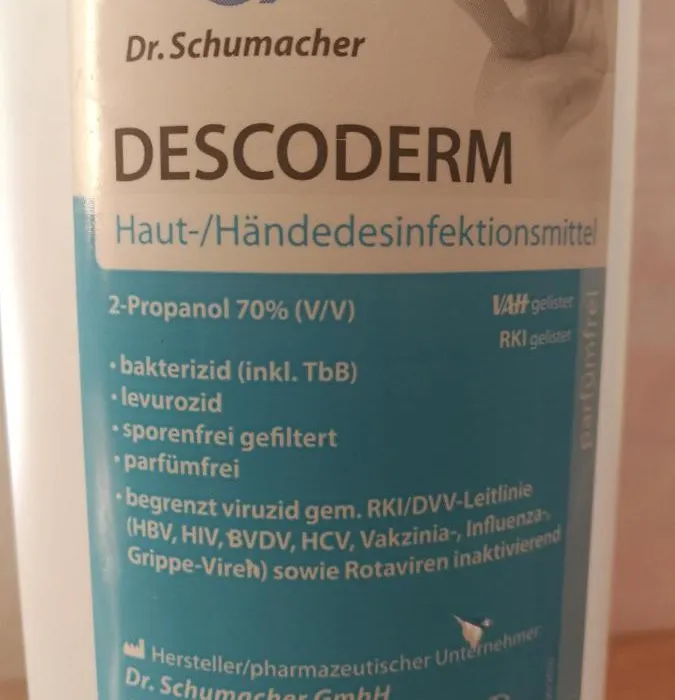 Dr. Schumacher
DESCODERM
Haut-/Händedesinfektionsmittel
2-Propanol 70% (V/V)
VAH gelistet
RKI gelistet
parfümfrei
· bakterizid (inkl. TbB)
· levurozid
· sporenfrei gefiltert
· parfümfrei
· begrenzt viruzid gem. RKI/DVV-Leitlinie
(HBV, HIV, BVDV, HCV, Vakzinia-, Influenza-,
Grippe-Viren) sowie Rotaviren inaktivierend
Hersteller/pharmazeutischer Unternehmer:
Dr. Schumacher GmbH